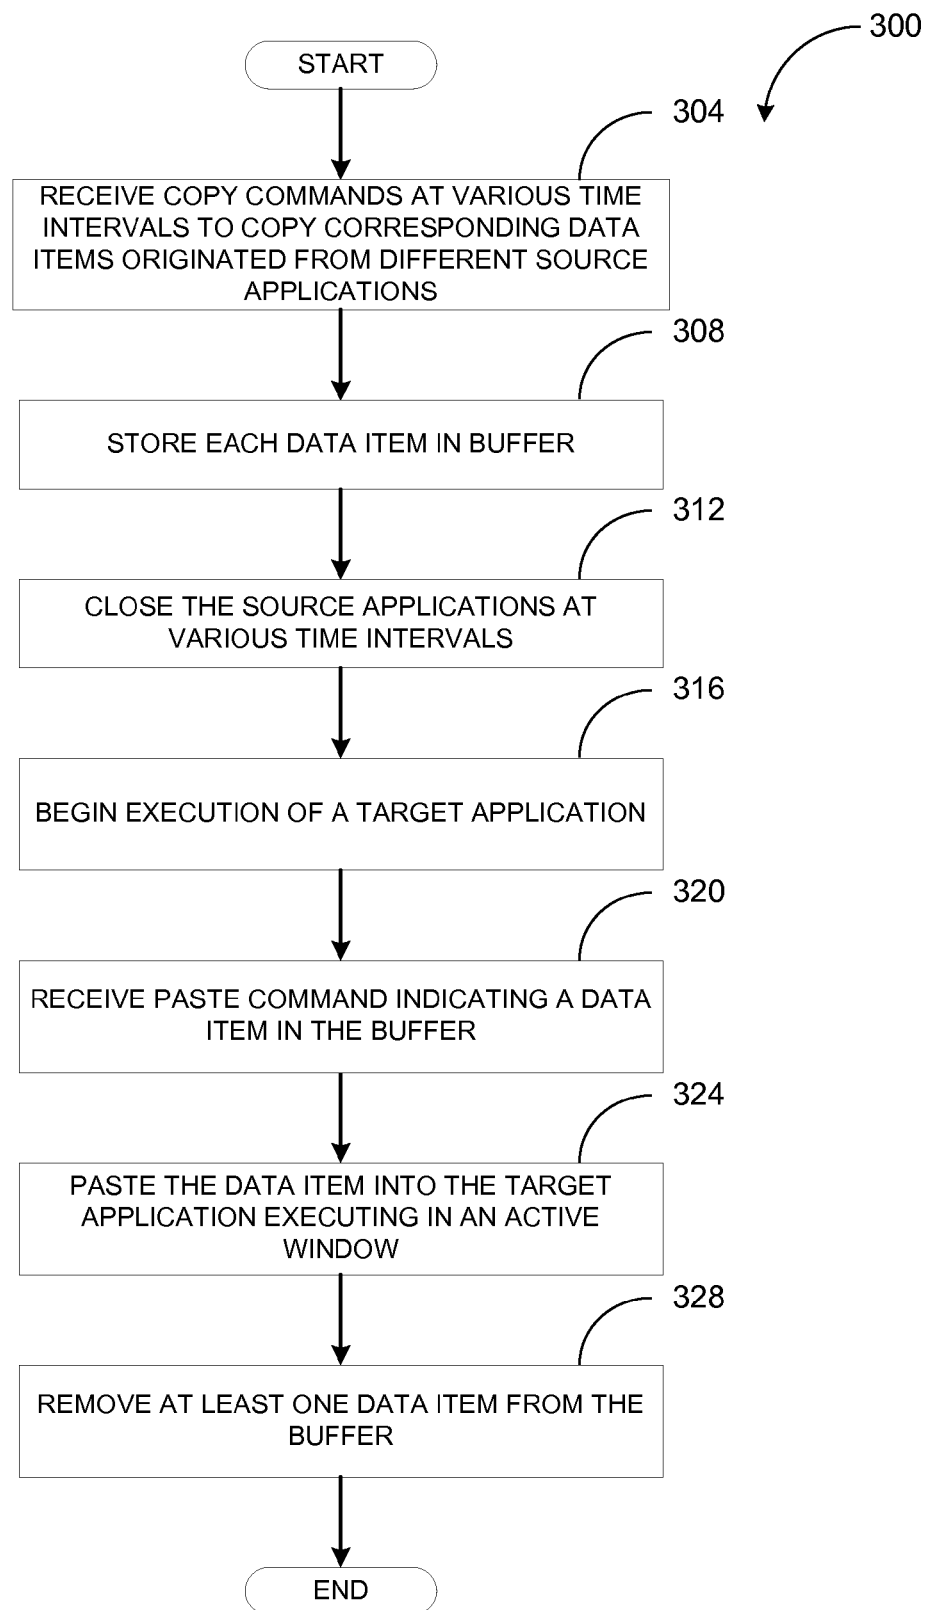 300
START
304
RECEIVE COPY COMMANDS AT VARIOUS TIME
INTERVALS TO COPY CORRESPONDING DATA
ITEMS ORIGINATED FROM DIFFERENT SOURCE
APPLICATIONS
308
STORE EACH DATA ITEM IN BUFFER
312
CLOSE THE SOURCE APPLICATIONS AT
VARIOUS TIME INTERVALS
316
BEGIN EXECUTION OF A TARGET APPLICATION
320
RECEIVE PASTE COMMAND INDICATING A DATA
ITEM IN THE BUFFER
324
PASTE THE DATA ITEM INTO THE TARGET
APPLICATION EXECUTING IN AN ACTIVE
WINDOW
328
REMOVE AT LEAST ONE DATA ITEM FROM THE
BUFFER
END